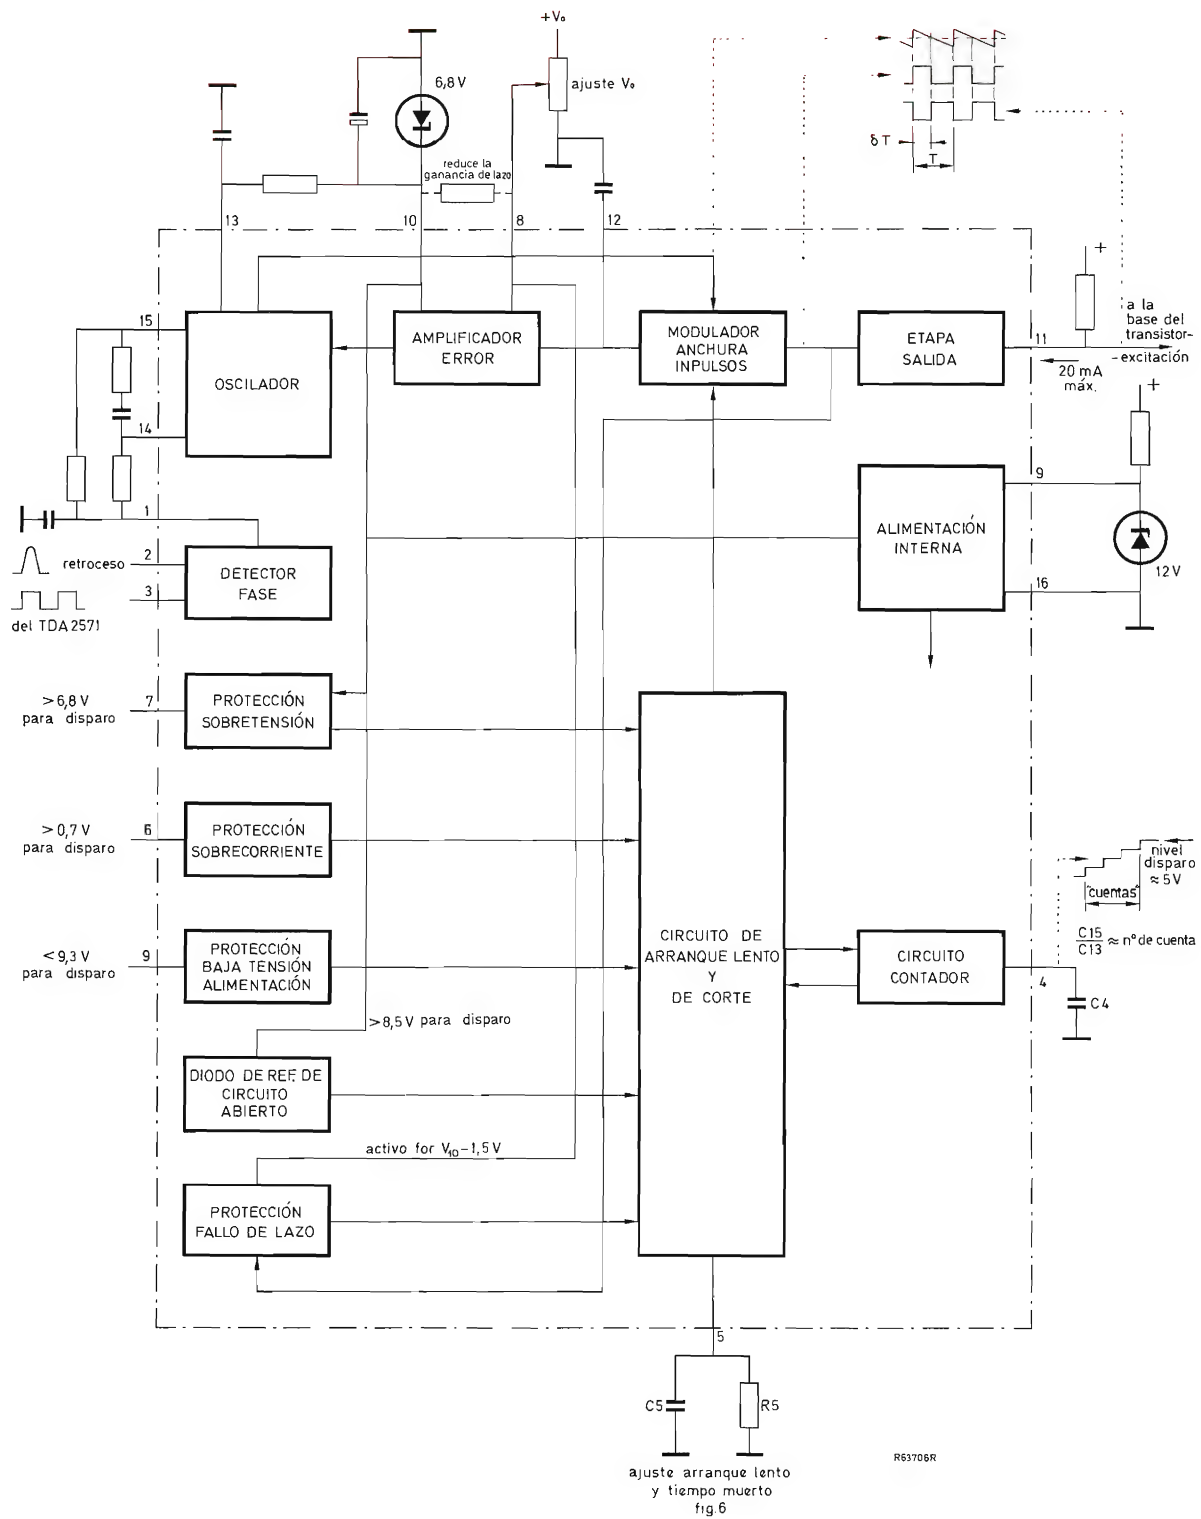 +Vₒ
6,8 V
ajuste Vₒ
reduce la
ganancia de lazo
δT
T
13
10
8
12
+
15
OSCILADOR
AMPLIFICADOR
ERROR
MODULADOR
ANCHURA
INPULSOS
ETAPA
SALIDA
11
a la
base del
transistor-
-excitación
20 mA
máx.
14
+
1
2
retroceso
3
del TDA2571
DETECTOR
FASE
ALIMENTACIÓN
INTERNA
9
16
12 V
>6,8 V
para disparo
7
PROTECCIÓN
SOBRETENSIÓN
>0,7 V
para disparo
6
PROTECCIÓN
SOBRECORRIENTE
nivel
disparo
≈ 5V
"cuentas"
C15
C13
≈ nº de cuenta
<9,3 V
para disparo
9
PROTECCIÓN
BAJA TENSIÓN
ALIMENTACIÓN
CIRCUITO DE
ARRANQUE LENTO
Y
DE CORTE
CIRCUITO
CONTADOR
4
C4
>8,5 V para disparo
DIODO DE REF. DE
CIRCUITO
ABIERTO
activo for V₁₀-1,5 V
PROTECCIÓN
FALLO DE LAZO
5
C5
R5
ajuste arranque lento
y tiempo muerto
fig.6
R63706R